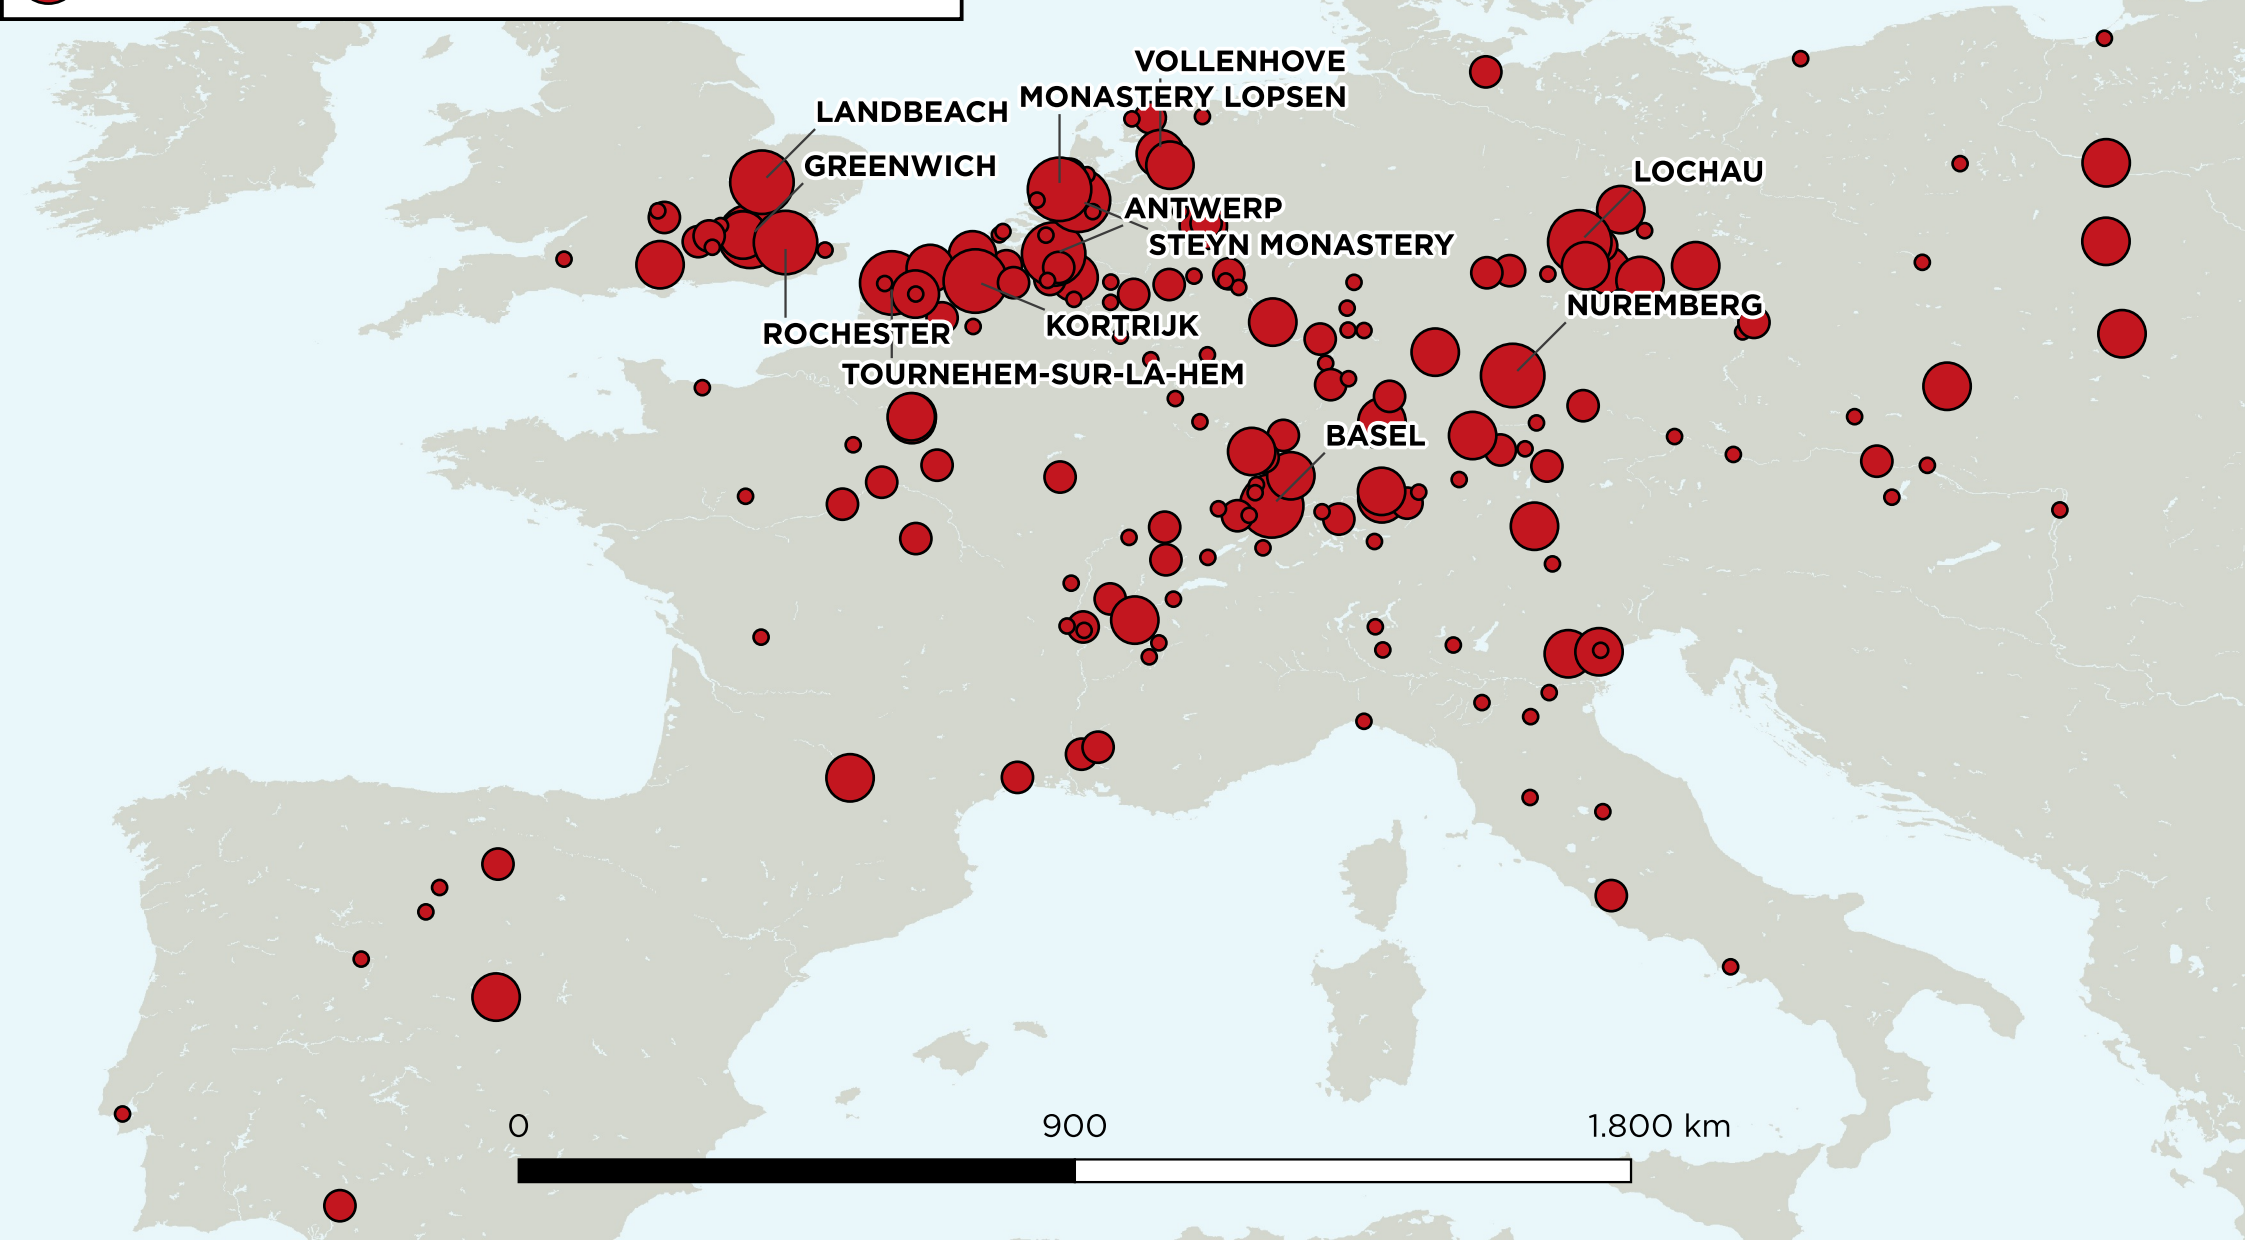 VOLLENHOVE
MONASTERY LOPSEN
LANDBEACH
GREENWICH
LOCHAU
ANTWERP
STEYN MONASTERY
NUREMBERG
ROCHESTER
KORTRIJK
TOURNEHEM-SUR-LA-HEM
BASEL
0 900 1.800 km